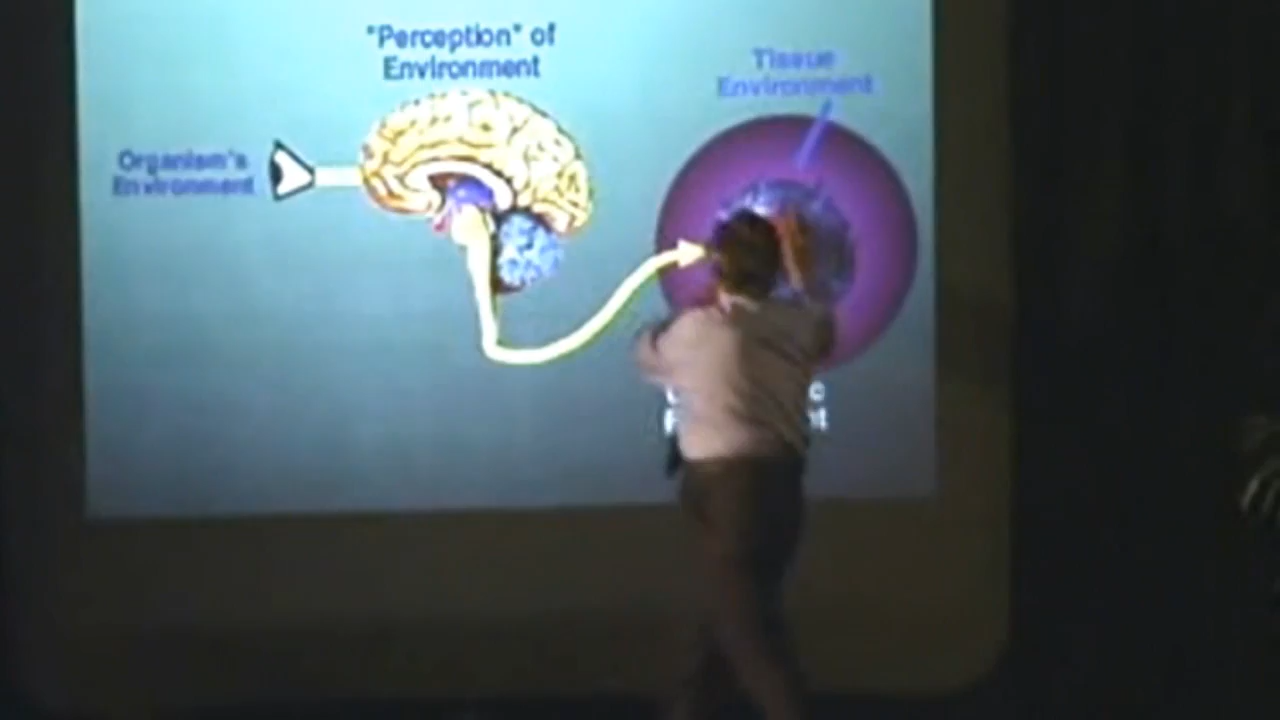 "Perception" of
Environment
Tissue
Environment
Organism's
Environment